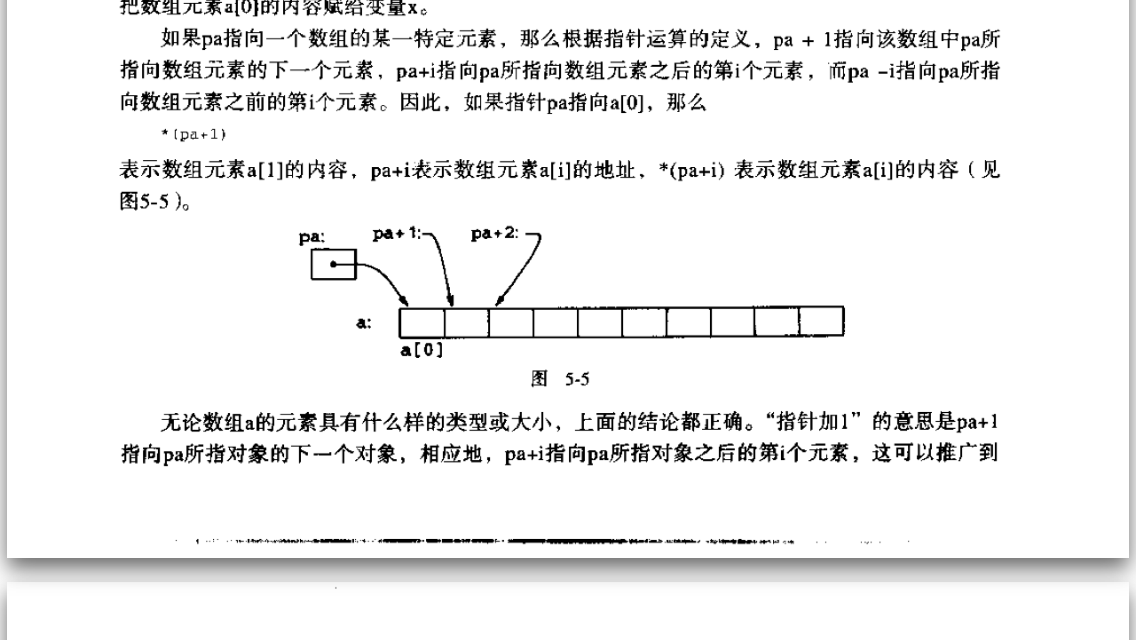 把数组元素a[0]的内容赋给变量x。
如果pa指向一个数组的某一特定元素，那么根据指针运算的定义，pa + 1指向该数组中pa所
指向数组元素的下一个元素，pa+i指向pa所指向数组元素之后的第i个元素，而pa -i指向pa所指
向数组元素之前的第i个元素。因此，如果指针pa指向a[0]，那么
*(pa+1)
表示数组元素a[1]的内容，pa+i表示数组元素a[i]的地址，*(pa+i) 表示数组元素a[i]的内容（见
图5-5）。
pa: pa+1: pa+2:
a:
a[0]
图 5-5
无论数组a的元素具有什么样的类型或大小，上面的结论都正确。“指针加1”的意思是pa+1
指向pa所指对象的下一个对象，相应地，pa+i指向pa所指对象之后的第i个元素，这可以推广到